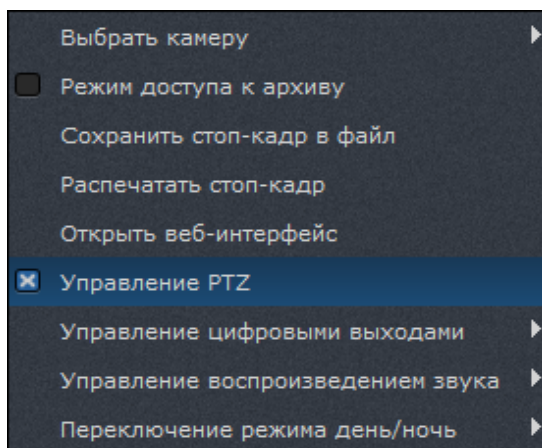 Выбрать камеру
Режим доступа к архиву
Сохранить стоп-кадр в файл
Распечатать стоп-кадр
Открыть веб-интерфейс
Управление PTZ
Управление цифровыми выходами
Управление воспроизведением звука
Переключение режима день/ночь